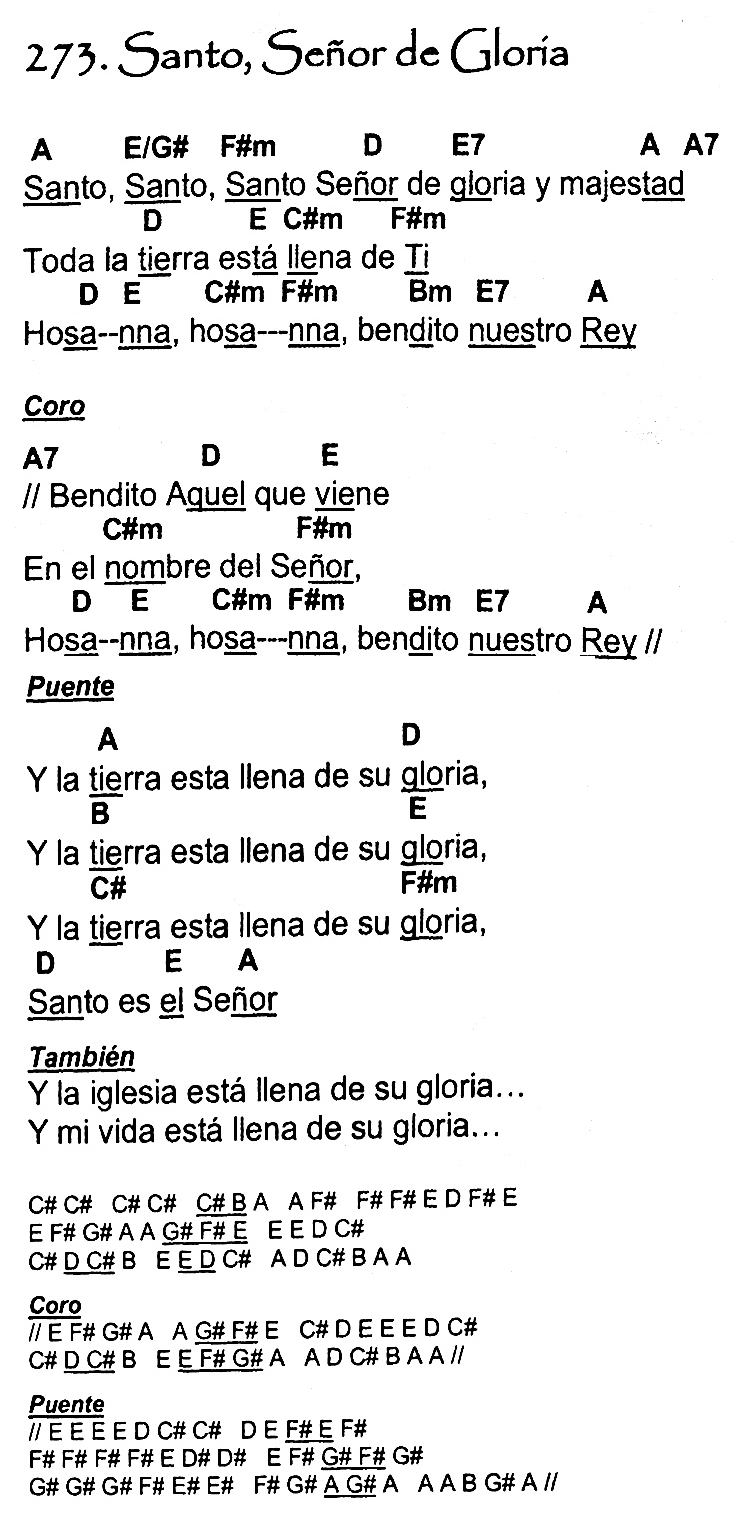 273. Santo, Señor de Gloria
A E/G# F#m D E7 A A7
Santo, Santo, Santo Señor de gloria y majestad
D E C#m F#m
Toda la tierra está llena de Ti
D E C#m F#m Bm E7 A
Hosa--nna, hosa---nna, bendito nuestro Rey
Coro
A7 D E
// Bendito Aquel que viene
C#m F#m
En el nombre del Señor,
D E C#m F#m Bm E7 A
Hosa--nna, hosa---nna, bendito nuestro Rey //
Puente
A D
Y la tierra esta llena de su gloria,
B E
Y la tierra esta llena de su gloria,
C# F#m
Y la tierra esta llena de su gloria,
D E A
Santo es el Señor
También
Y la iglesia está llena de su gloria...
Y mi vida está llena de su gloria...
C# C# C# C# C# B A A F# F# F# E D F# E
E F# G# A A G# F# E E E D C#
C# D C# B E E D C# A D C# B A A
Coro
// E F# G# A A G# F# E C# D E E E D C#
C# D C# B E E F# G# A A D C# B A A //
Puente
// E E E E D C# C# D E F# E F#
F# F# F# F# E D# D# E F# G# F# G#
G# G# G# F# E# E# F# G# A G# A A A B G# A //